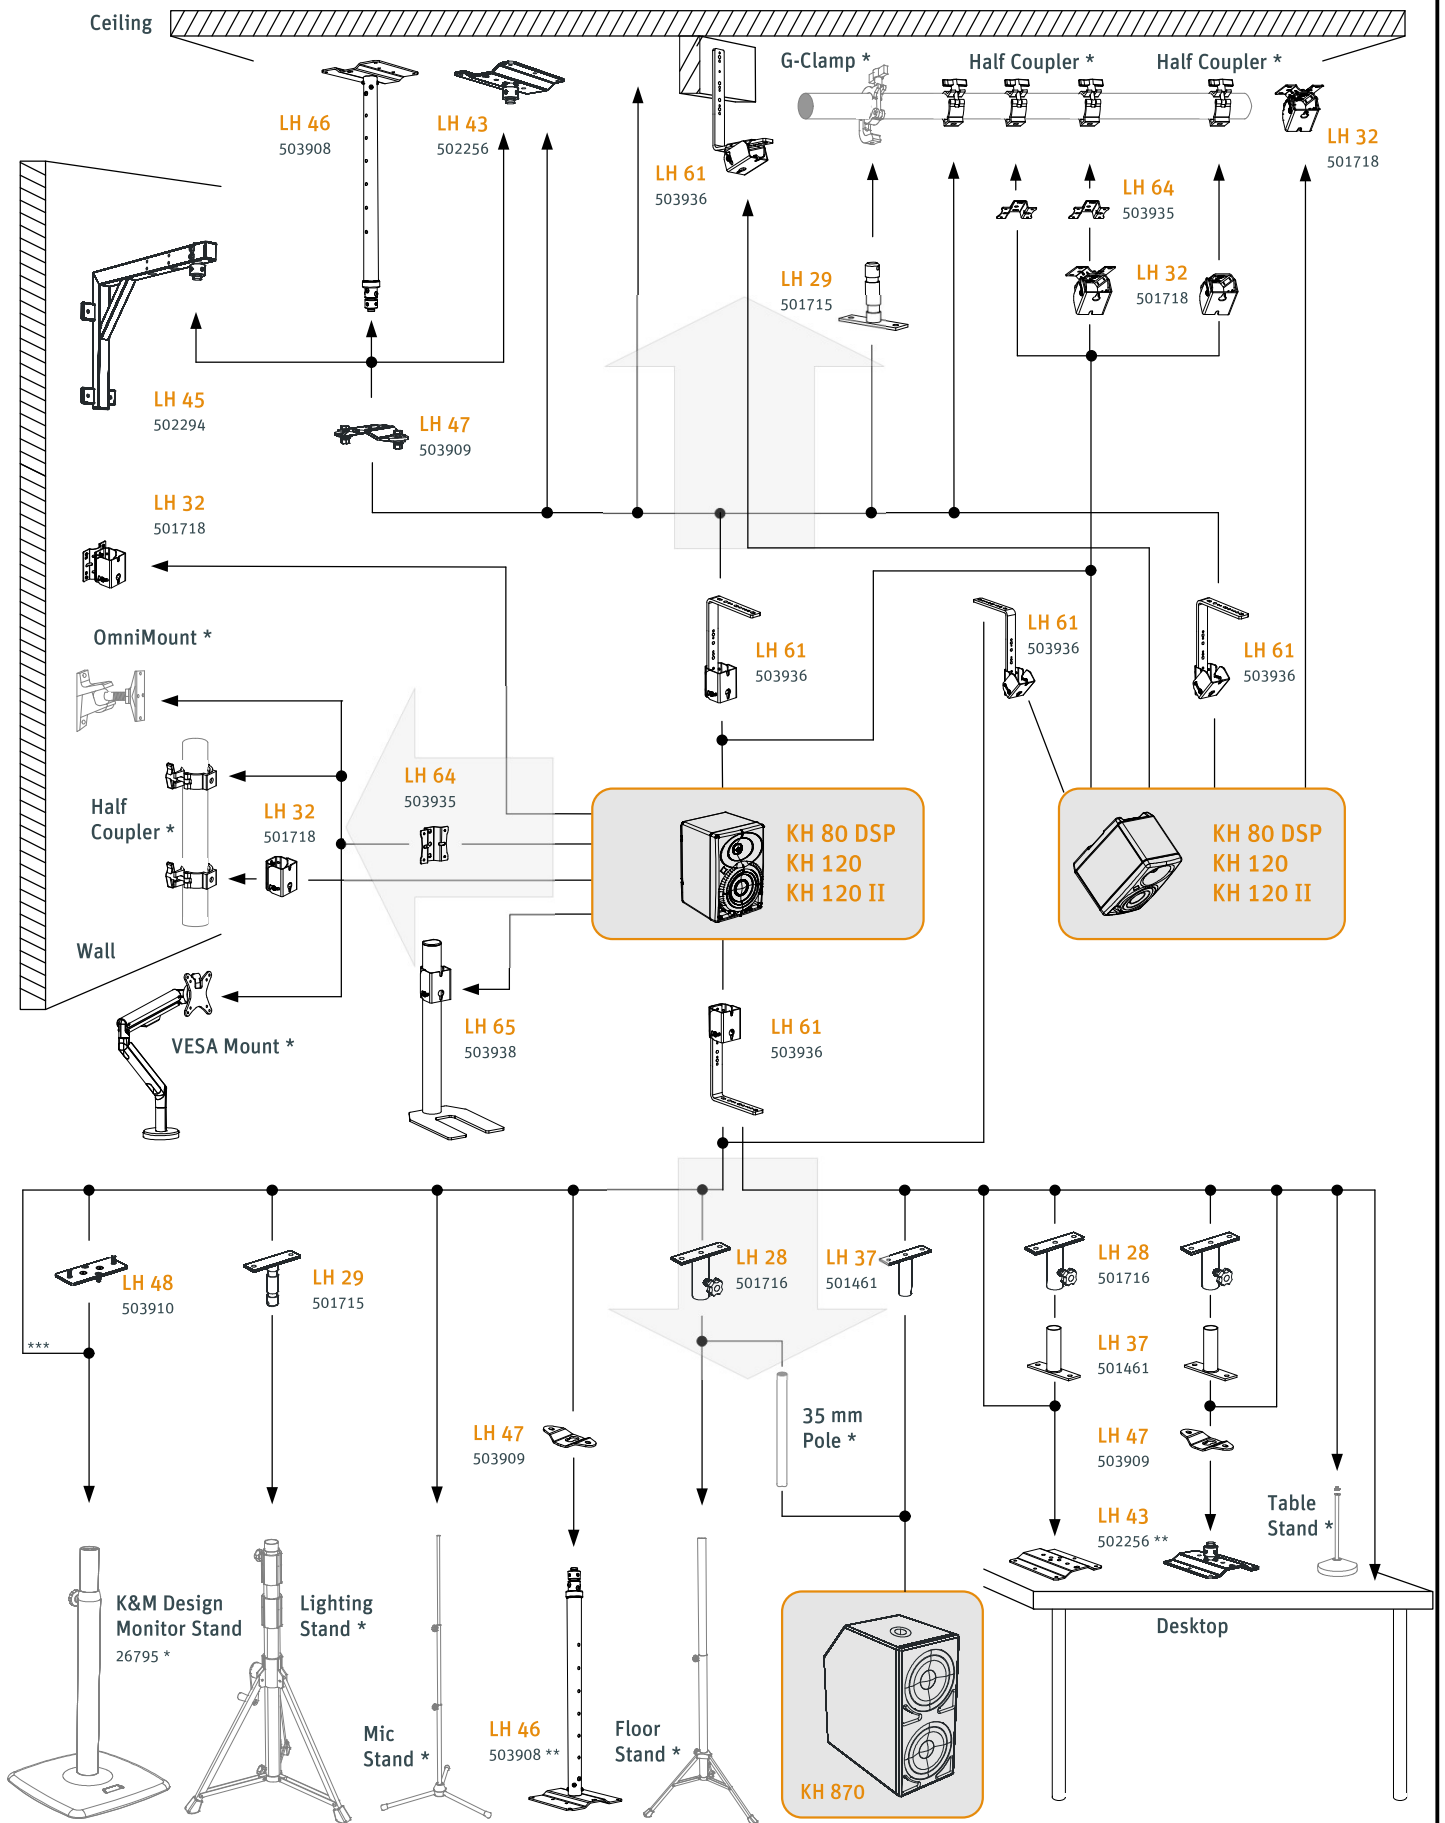 Ceiling
G-Clamp *
Half Coupler *
Half Coupler *
LH 46
503908
LH 43
502256
LH 61
503936
LH 32
501718
LH 64
503935
LH 29
501715
LH 32
501718
LH 45
502294
LH 47
503909
LH 32
501718
OmniMount *
LH 61
503936
LH 61
503936
LH 61
503936
LH 64
503935
Half
Coupler *
LH 32
501718
KH 80 DSP
KH 120
KH 120 II
KH 80 DSP
KH 120
KH 120 II
Wall
VESA Mount *
LH 65
503938
LH 61
503936
LH 48
503910
LH 29
501715
LH 28
501716
LH 37
501461
LH 28
501716
***
LH 37
501461
35 mm
Pole *
LH 47
503909
LH 47
503909
LH 43
502256 **
Table
Stand *
K&M Design
Monitor Stand
26795 *
Lighting
Stand *
Desktop
Mic
Stand *
LH 46
503908 **
Floor
Stand *
KH 870